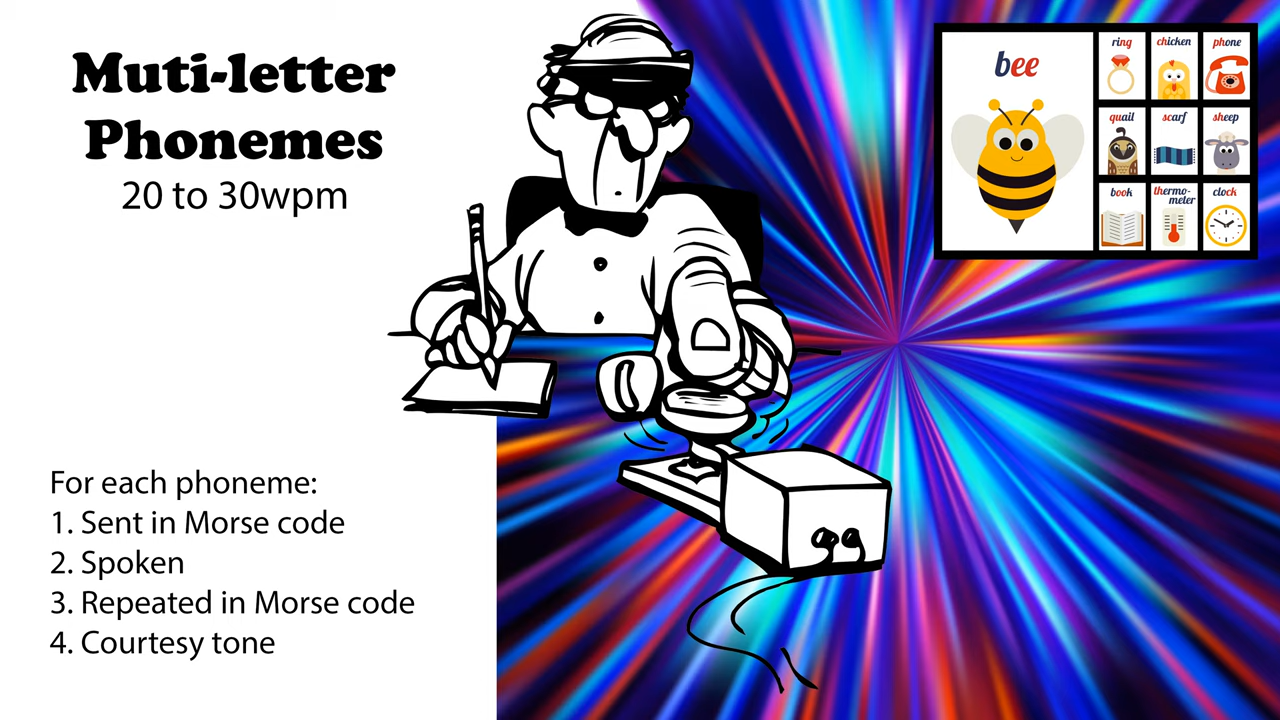 Muti-letter
Phonemes
20 to 30wpm
bee
ring
chicken
phone
quail
scarf
sheep
book
thermo-
meter
clock
For each phoneme:
1. Sent in Morse code
2. Spoken
3. Repeated in Morse code
4. Courtesy tone